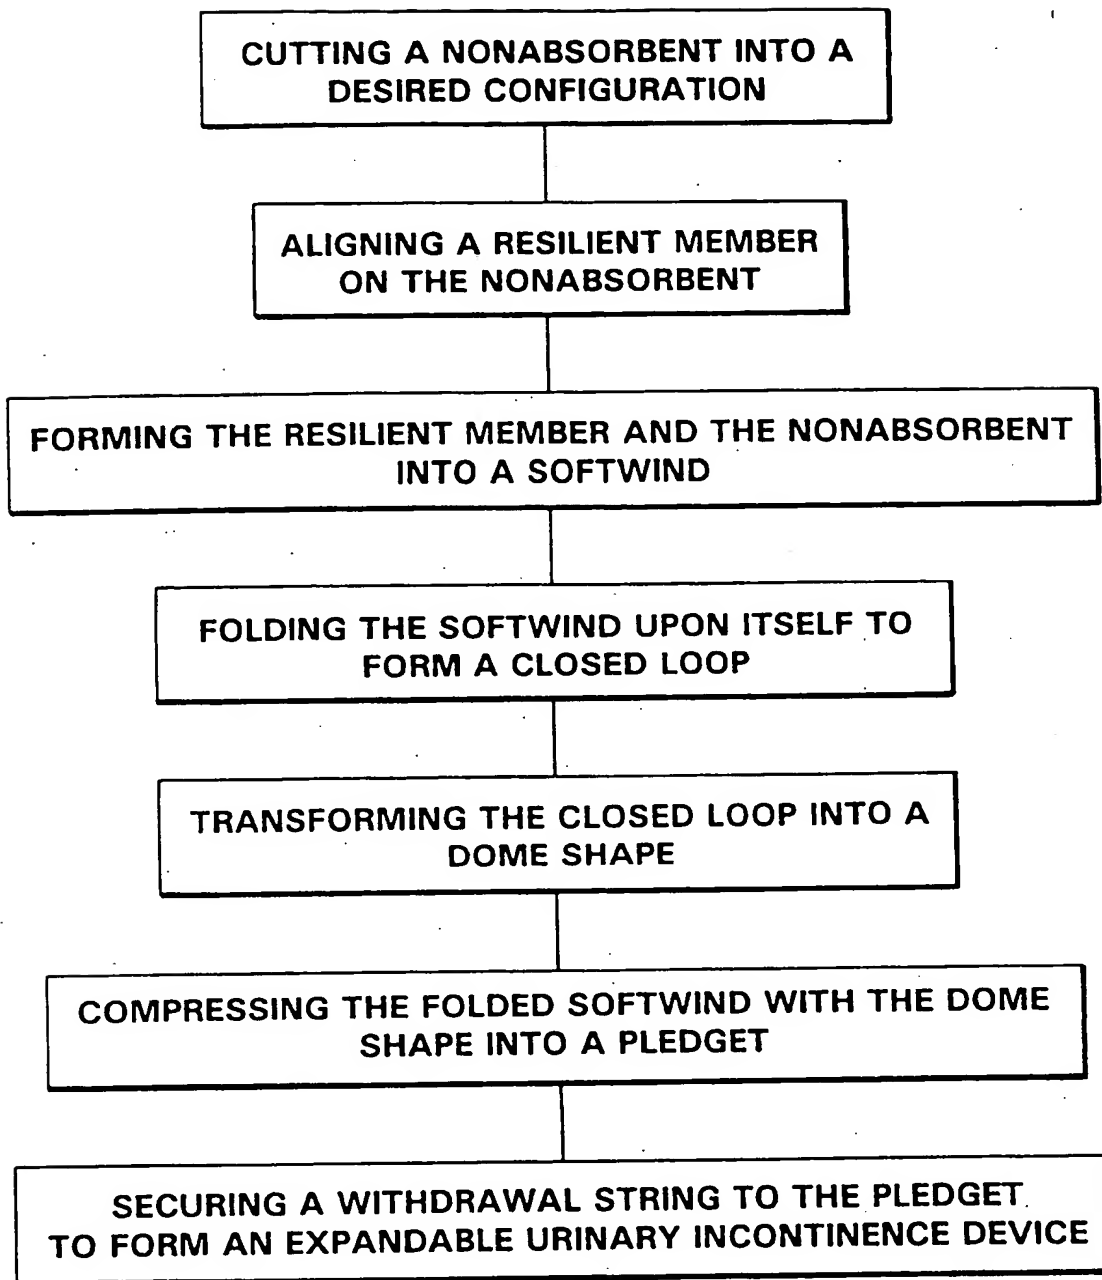 CUTTING A NONABSORBENT INTO A
DESIRED CONFIGURATION
ALIGNING A RESILIENT MEMBER
ON THE NONABSORBENT
FORMING THE RESILIENT MEMBER AND THE NONABSORBENT
INTO A SOFTWIND
FOLDING THE SOFTWIND UPON ITSELF TO
FORM A CLOSED LOOP
TRANSFORMING THE CLOSED LOOP INTO A
DOME SHAPE
COMPRESSING THE FOLDED SOFTWIND WITH THE DOME
SHAPE INTO A PLEDGET
SECURING A WITHDRAWAL STRING TO THE PLEDGET
TO FORM AN EXPANDABLE URINARY INCONTINENCE DEVICE